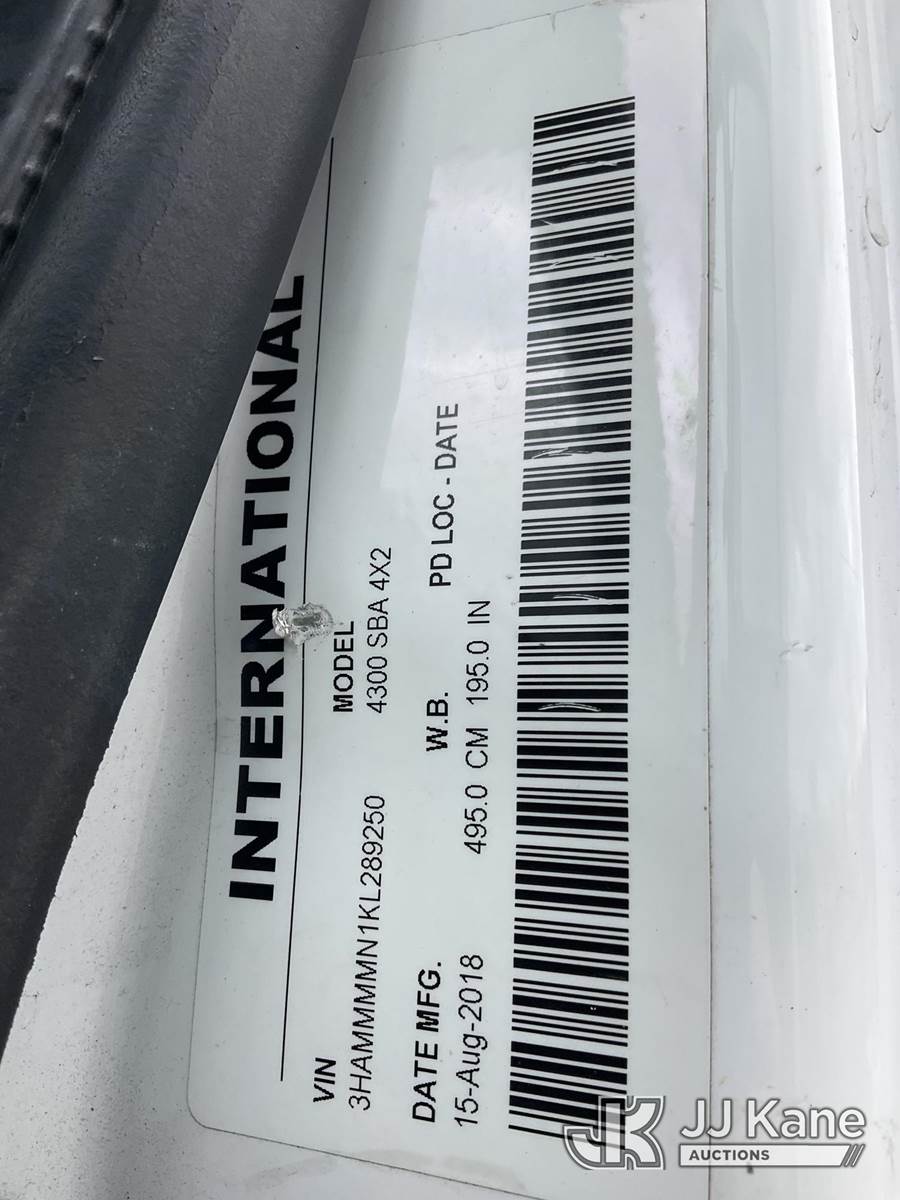 INTERNATIONAL
VIN MODEL
3HAMMMMN1KL289250 4300 SBA 4X2
DATE MFG. W.B. PD LOC - DATE
15-Aug-2018 495.0 CM 195.0 IN
JK JJ Kane
AUCTIONS